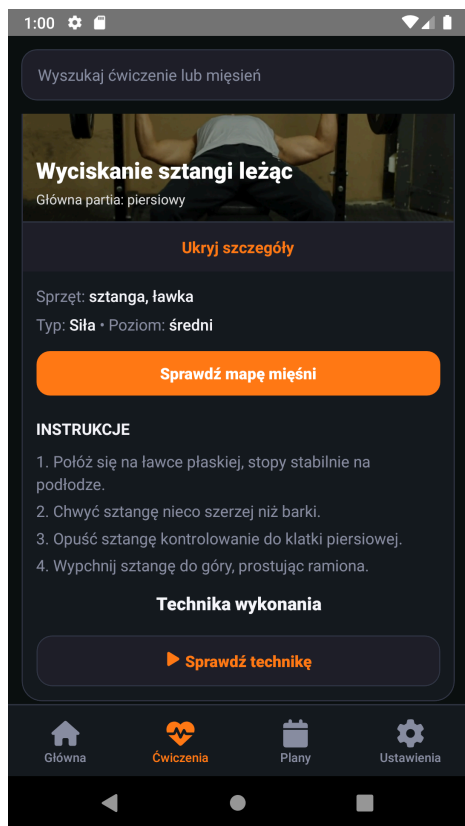 1:00
Wyszukaj ćwiczenie lub mięsień
Wyciskanie sztangi leżąc
Główna partia: piersiowy
Ukryj szczegóły
Sprzęt: sztanga, ławka
Typ: Siła • Poziom: średni
Sprawdź mapę mięśni
INSTRUKCJE
1. Połóż się na ławce płaskiej, stopy stabilnie na
podłodze.
2. Chwyć sztangę nieco szerzej niż barki.
3. Opuść sztangę kontrolowanie do klatki piersiowej.
4. Wypchnij sztangę do góry, prostując ramiona.
Technika wykonania
Sprawdź technikę
Główna Ćwiczenia Plany Ustawienia